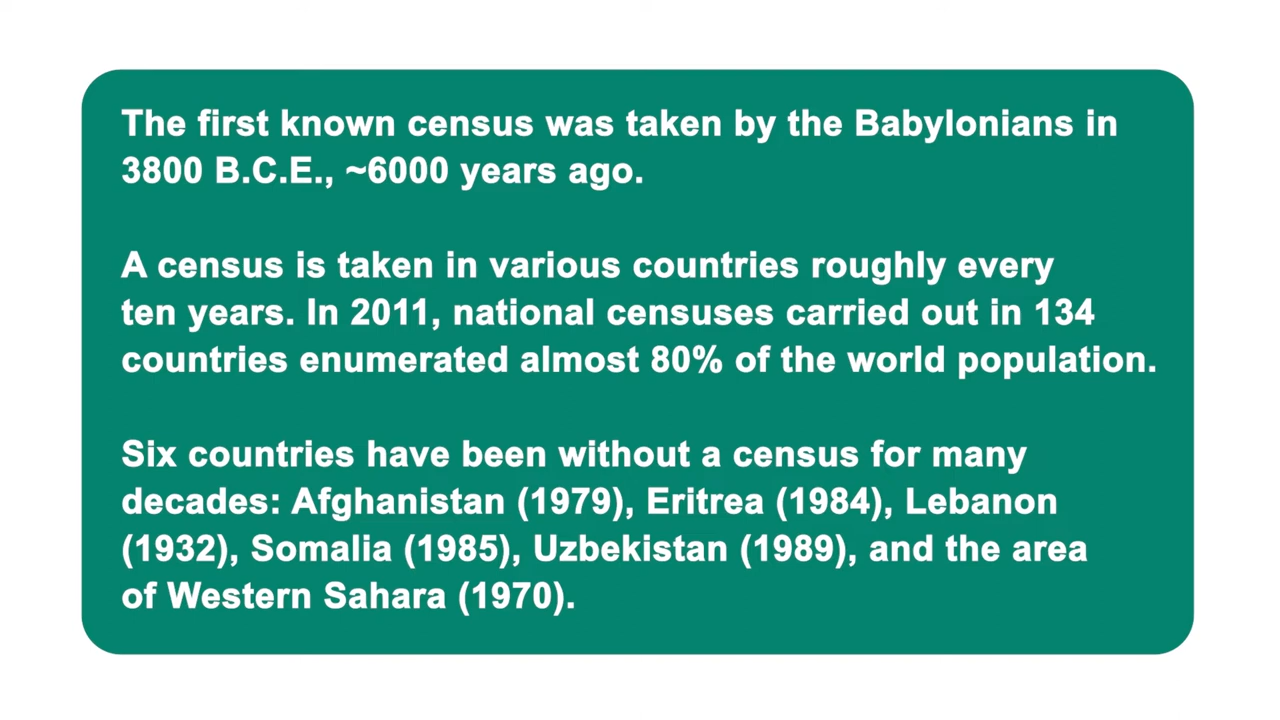 The first known census was taken by the Babylonians in
3800 B.C.E., ~6000 years ago.
A census is taken in various countries roughly every
ten years. In 2011, national censuses carried out in 134
countries enumerated almost 80% of the world population.
Six countries have been without a census for many
decades: Afghanistan (1979), Eritrea (1984), Lebanon
(1932), Somalia (1985), Uzbekistan (1989), and the area
of Western Sahara (1970).